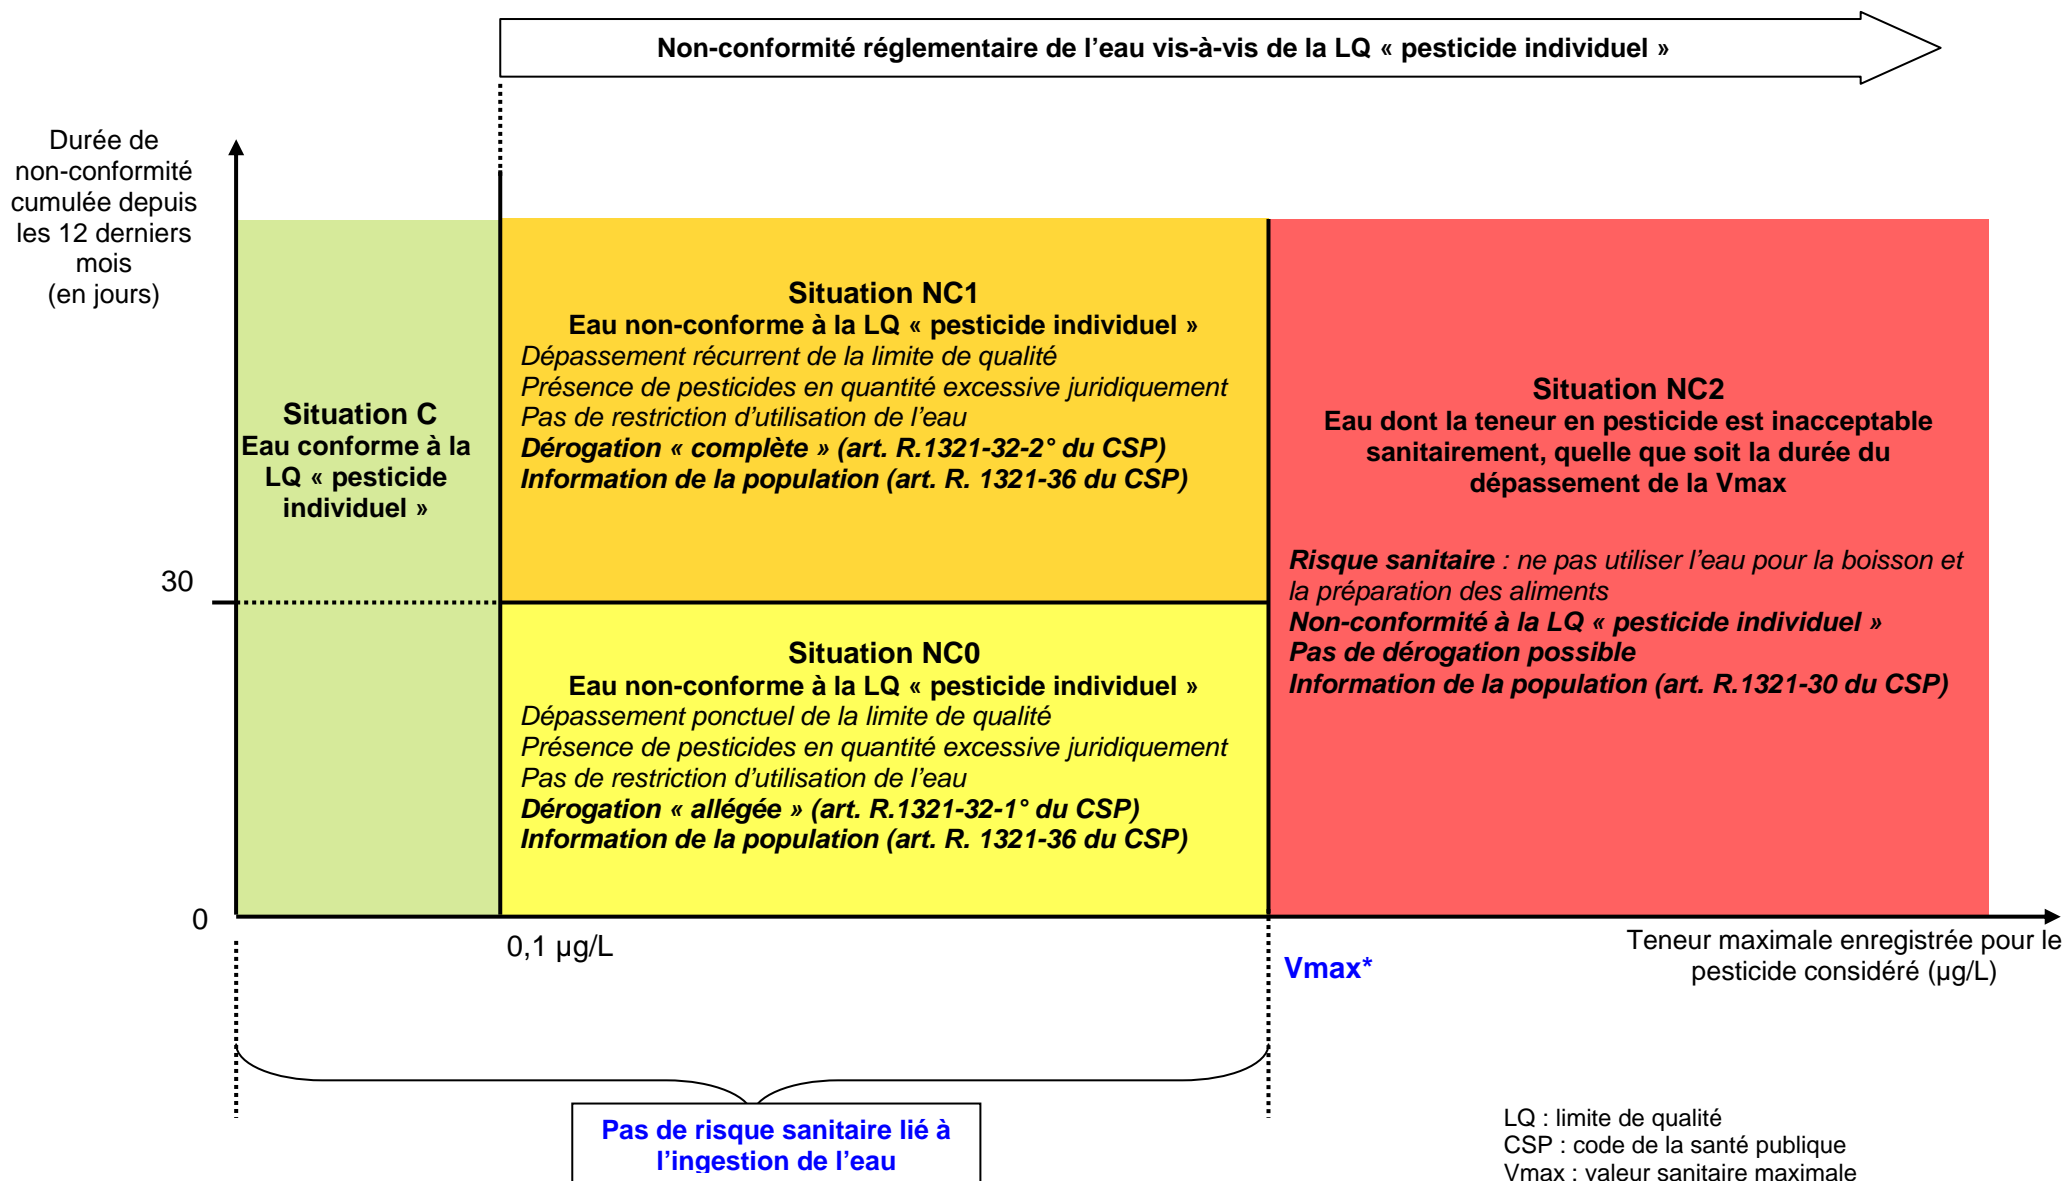 Non-conformité réglementaire de l’eau vis-à-vis de la LQ « pesticide individuel »
Durée de
non-conformité
cumulée depuis
les 12 derniers
mois
(en jours)
Situation C
Eau conforme à la
LQ « pesticide
individuel »
Situation NC1
Eau non-conforme à la LQ « pesticide individuel »
Dépassement récurrent de la limite de qualité
Présence de pesticides en quantité excessive juridiquement
Pas de restriction d’utilisation de l’eau
Dérogation « complète » (art. R.1321-32-2° du CSP)
Information de la population (art. R. 1321-36 du CSP)
Situation NC2
Eau dont la teneur en pesticide est inacceptable
sanitairement, quelle que soit la durée du
dépassement de la Vmax
Risque sanitaire : ne pas utiliser l’eau pour la boisson et
la préparation des aliments
Non-conformité à la LQ « pesticide individuel »
Pas de dérogation possible
Information de la population (art. R.1321-30 du CSP)
30
Situation NC0
Eau non-conforme à la LQ « pesticide individuel »
Dépassement ponctuel de la limite de qualité
Présence de pesticides en quantité excessive juridiquement
Pas de restriction d’utilisation de l’eau
Dérogation « allégée » (art. R.1321-32-1° du CSP)
Information de la population (art. R. 1321-36 du CSP)
0
0,1 µg/L
Vmax*
Teneur maximale enregistrée pour le
pesticide considéré (µg/L)
Pas de risque sanitaire lié à
l’ingestion de l’eau
LQ : limite de qualité
CSP : code de la santé publique
Vmax : valeur sanitaire maximale